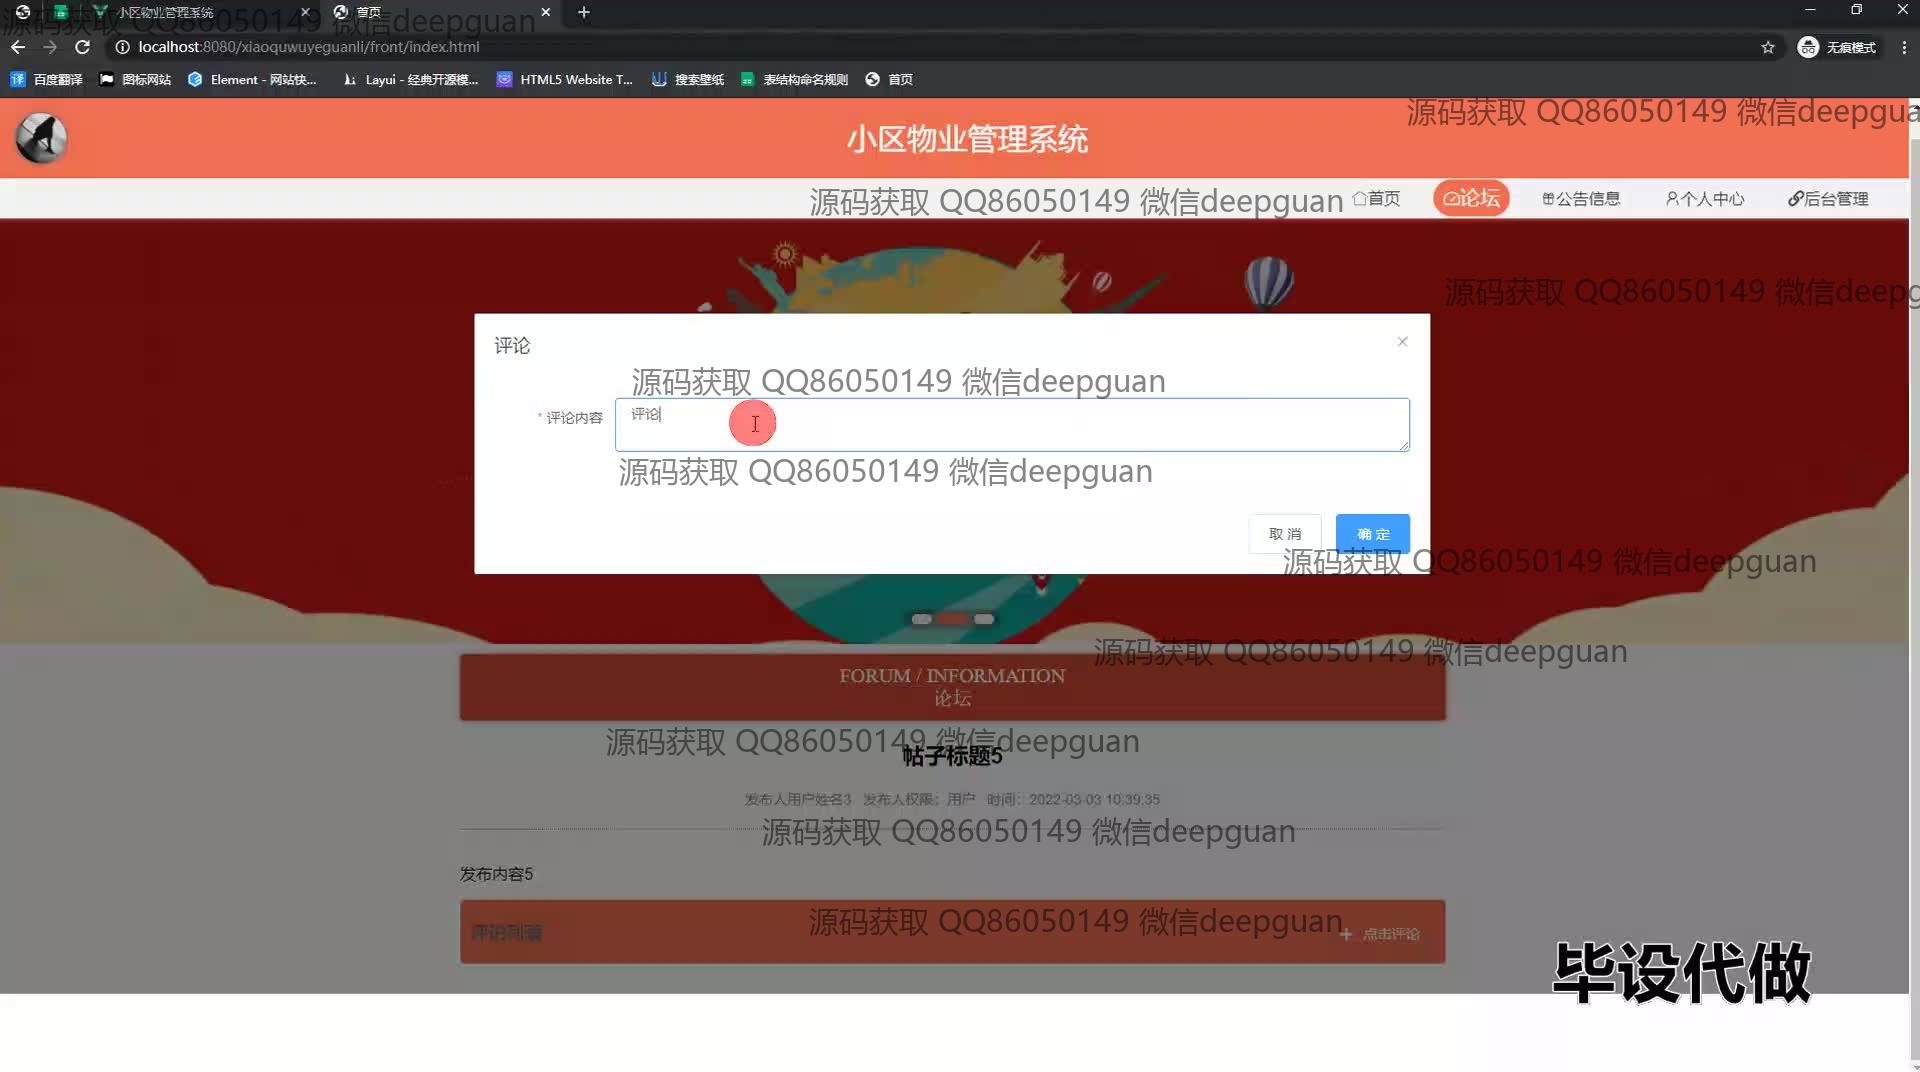 小区物业管理系统
首页
源码获取 QQ86050149 微信deepguan
localhost:8080/xiaoquwuyeguanli/front/index.html
无痕模式
百度翻译
图标网站
Element - 网站快...
Layui - 经典开源模...
HTML5 Website T...
搜索壁纸
表结构命名规则
首页
源码获取 QQ86050149 微信deepgua
小区物业管理系统
源码获取 QQ86050149 微信deepguan
首页
论坛
公告信息
个人中心
后台管理
源码获取 QQ86050149 微信deepg
评论
源码获取 QQ86050149 微信deepguan
* 评论内容
评论
源码获取 QQ86050149 微信deepguan
取 消
确 定
源码获取 QQ86050149 微信deepguan
源码获取 QQ86050149 微信deepguan
FORUM / INFORMATION
论坛
源码获取 QQ86050149 微信deepguan
帖子标题5
发布人用户姓名3 发布人权限：用户 时间：2022-03-03 10:39:35
源码获取 QQ86050149 微信deepguan
发布内容5
源码获取 QQ86050149 微信deepguan
评论列表
+ 点击评论
毕设代做